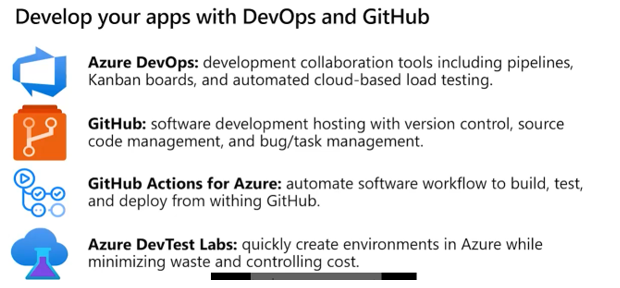 Develop your apps with DevOps and GitHub
Azure DevOps: development collaboration tools including pipelines,
Kanban boards, and automated cloud-based load testing.
GitHub: software development hosting with version control, source
code management, and bug/task management.
GitHub Actions for Azure: automate software workflow to build, test,
and deploy from withing GitHub.
Azure DevTest Labs: quickly create environments in Azure while
minimizing waste and controlling cost.